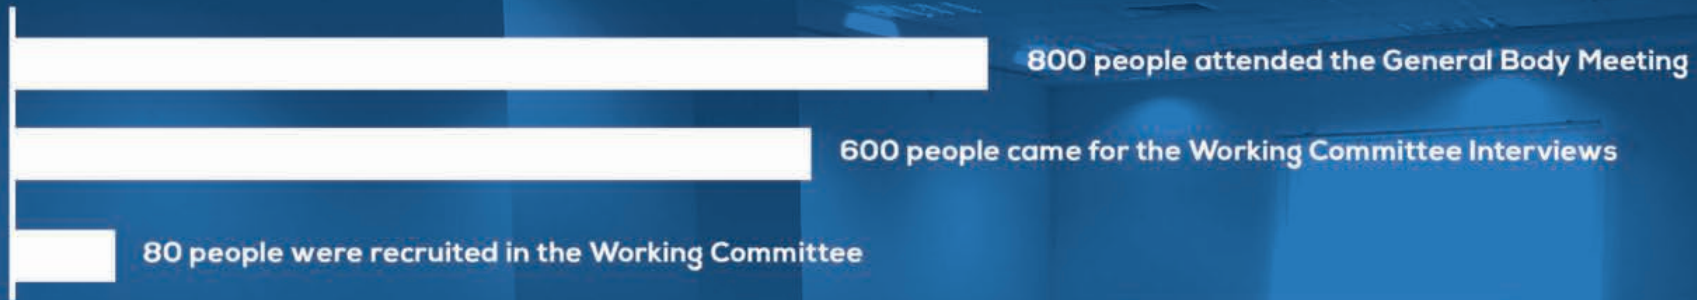 800 people attended the General Body Meeting
600 people came for the Working Committee Interviews
80 people were recruited in the Working Committee